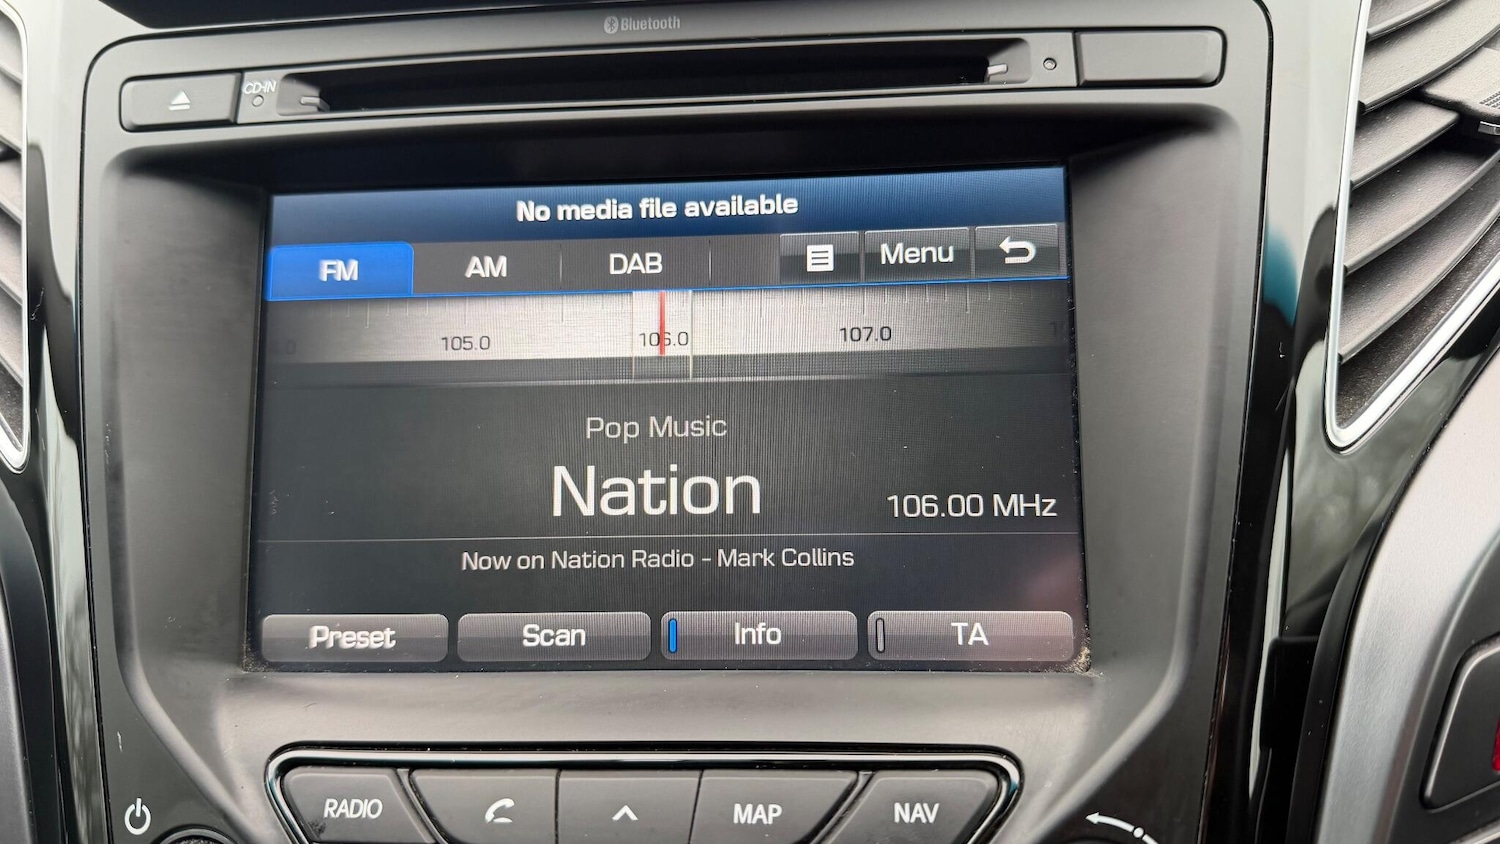 Bluetooth
CD-IN
No media file available
FM AM DAB Menu
105.0 106.0 107.0
Pop Music
Nation
106.00 MHz
Now on Nation Radio - Mark Collins
Preset Scan Info TA
RADIO MAP NAV